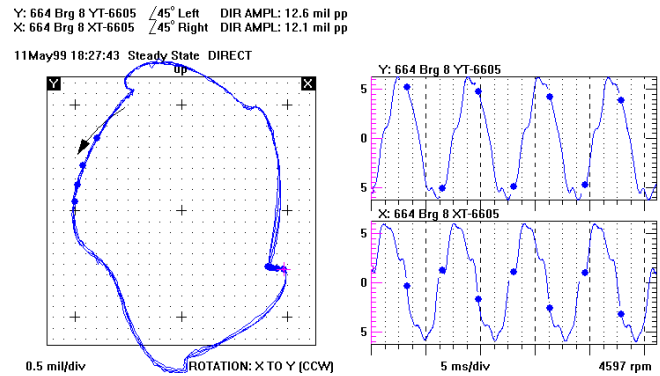 Y: 664 Brg 8 YT-6605 ∠45° Left DIR AMPL: 12.6 mil pp
X: 664 Brg 8 XT-6605 ∠45° Right DIR AMPL: 12.1 mil pp
11May99 18:27:43 Steady State DIRECT
up
Y X
Y: 664 Brg 8 YT-6605
5
0
5
X: 664 Brg 8 XT-6605
5
0
5
0.5 mil/div ROTATION: X TO Y (CCW) 5 ms/div 4597 rpm